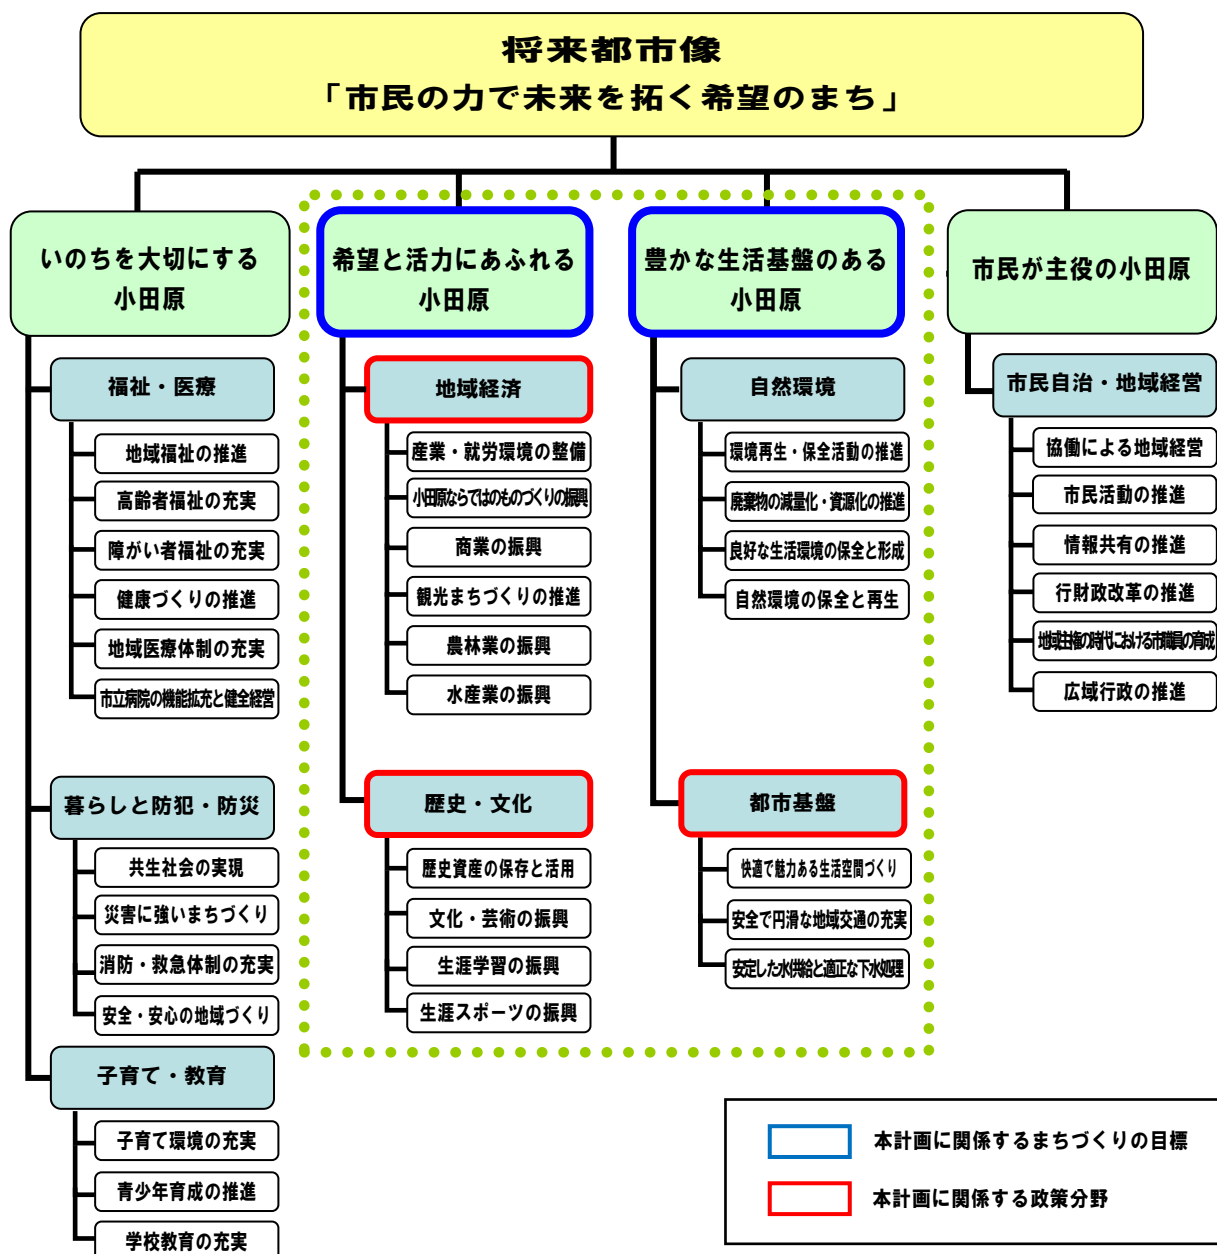 将来都市像
「市民の力で未来を拓く希望のまち」
いのちを大切にする
小田原
福祉・医療
地域福祉の推進
高齢者福祉の充実
障がい者福祉の充実
健康づくりの推進
地域医療体制の充実
市立病院の機能拡充と健全経営
暮らしと防犯・防災
共生社会の実現
災害に強いまちづくり
消防・救急体制の充実
安全・安心の地域づくり
子育て・教育
子育て環境の充実
青少年育成の推進
学校教育の充実
希望と活力にあふれる
小田原
地域経済
産業・就労環境の整備
小田原ならではのものづくりの振興
商業の振興
観光まちづくりの推進
農林業の振興
水産業の振興
歴史・文化
歴史資産の保存と活用
文化・芸術の振興
生涯学習の振興
生涯スポーツの振興
豊かな生活基盤のある
小田原
自然環境
環境再生・保全活動の推進
廃棄物の減量化・資源化の推進
良好な生活環境の保全と形成
自然環境の保全と再生
都市基盤
快適で魅力ある生活空間づくり
安全で円滑な地域交通の充実
安定した水供給と適正な下水処理
市民が主役の小田原
市民自治・地域経営
協働による地域経営
市民活動の推進
情報共有の推進
行財政改革の推進
地域主権の時代における市職員の育成
広域行政の推進
本計画に関係するまちづくりの目標
本計画に関係する政策分野